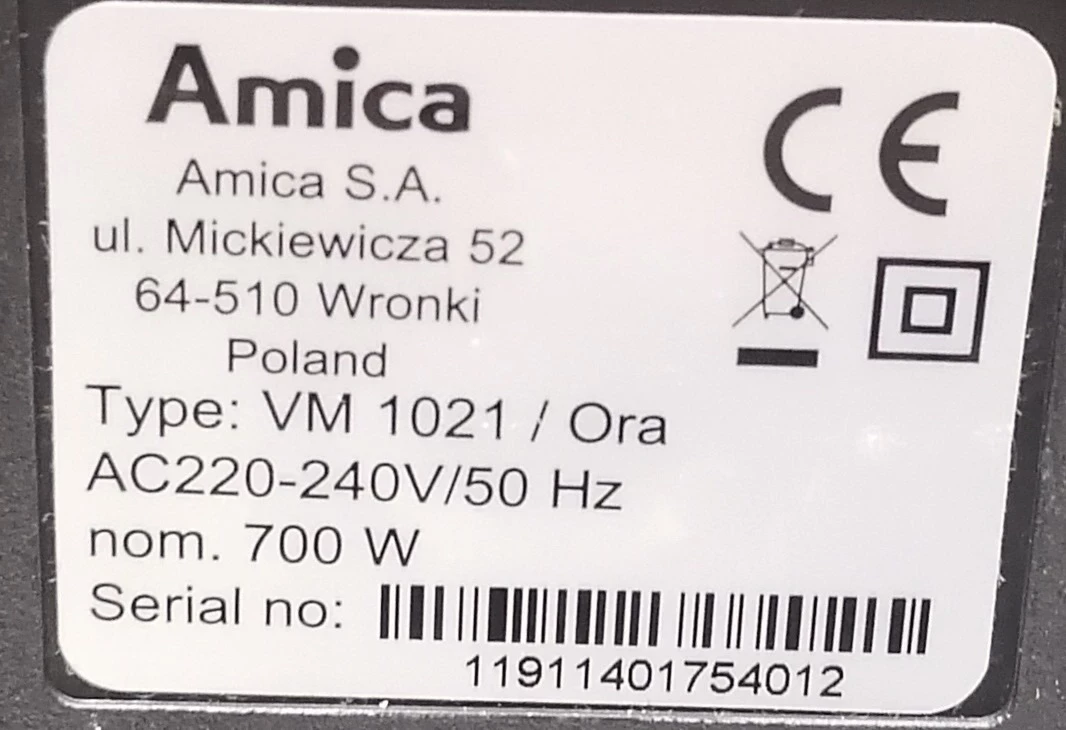 Amica
CE
Amica S.A.
ul. Mickiewicza 52
64-510 Wronki
Poland
Type: VM 1021 / Ora
AC220-240V/50 Hz
nom. 700 W
Serial no:
11911401754012